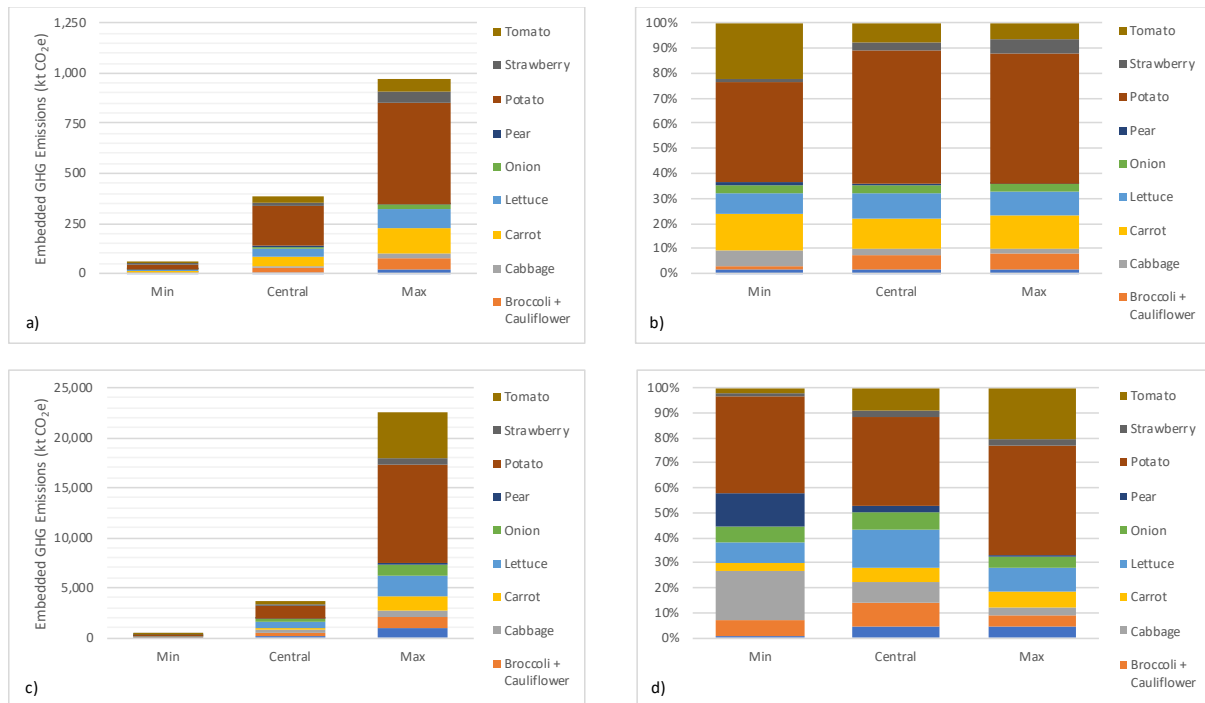 Embedded GHG Emissions (kt CO₂e)
1,250
1,000
750
500
250
0
Min
Central
Max
Tomato
Strawberry
Potato
Pear
Onion
Lettuce
Carrot
Cabbage
Broccoli +
Cauliflower
a)
100%
90%
80%
70%
60%
50%
40%
30%
20%
10%
0%
Min
Central
Max
Tomato
Strawberry
Potato
Pear
Onion
Lettuce
Carrot
Cabbage
Broccoli +
Cauliflower
b)
Embedded GHG Emissions (kt CO₂e)
25,000
20,000
15,000
10,000
5,000
0
Min
Central
Max
Tomato
Strawberry
Potato
Pear
Onion
Lettuce
Carrot
Cabbage
Broccoli +
Cauliflower
c)
100%
90%
80%
70%
60%
50%
40%
30%
20%
10%
0%
Min
Central
Max
Tomato
Strawberry
Potato
Pear
Onion
Lettuce
Carrot
Cabbage
Broccoli +
Cauliflower
d)